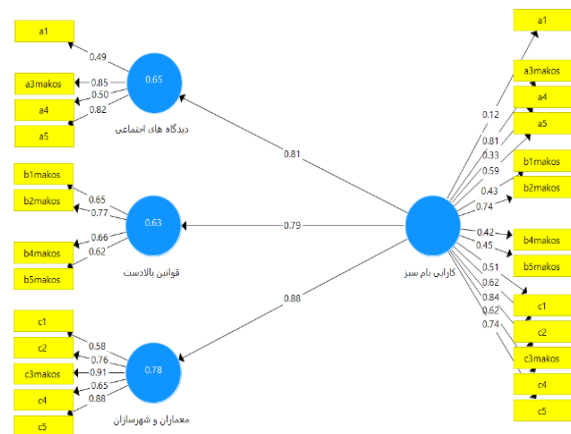 a1
a3makos
a4
a5
0.49
0.85
0.50
0.82
0.65
دیدگاه های اجتماعی
b1makos
b2makos
b4makos
b5makos
0.65
0.77
0.66
0.62
0.63
قوانین بالادست
c1
c2
c3makos
c4
c5
0.58
0.76
0.91
0.65
0.88
0.78
معماران و شهرسازان
0.81
0.79
0.88
کارایی بام سبز
0.12
0.81
0.33
0.59
0.43
0.74
0.42
0.45
0.51
0.62
0.84
0.62
0.74
a1
a3makos
a4
a5
b1makos
b2makos
b4makos
b5makos
c1
c2
c3makos
c4
c5